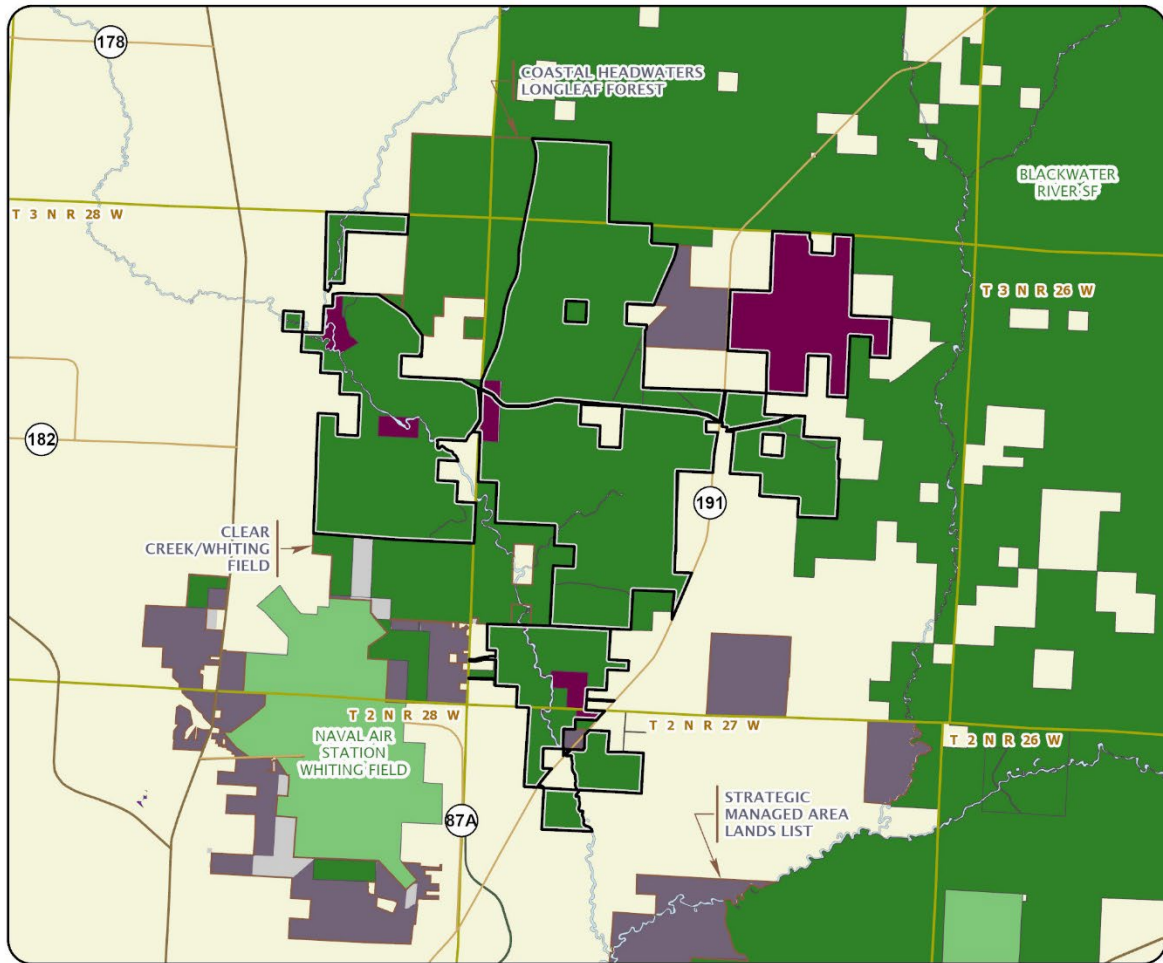 178
COASTAL HEADWATERS
LONGLEAF FOREST
BLACKWATER
RIVER SF
T 3 N R 28 W
T 3 N R 26 W
182
191
CLEAR
CREEK/WHITING
FIELD
T 2 N R 28 W
T 2 N R 27 W
T 2 N R 26 W
NAVAL AIR
STATION
WHITING FIELD
STRATEGIC
MANAGED AREA
LANDS LIST
87A